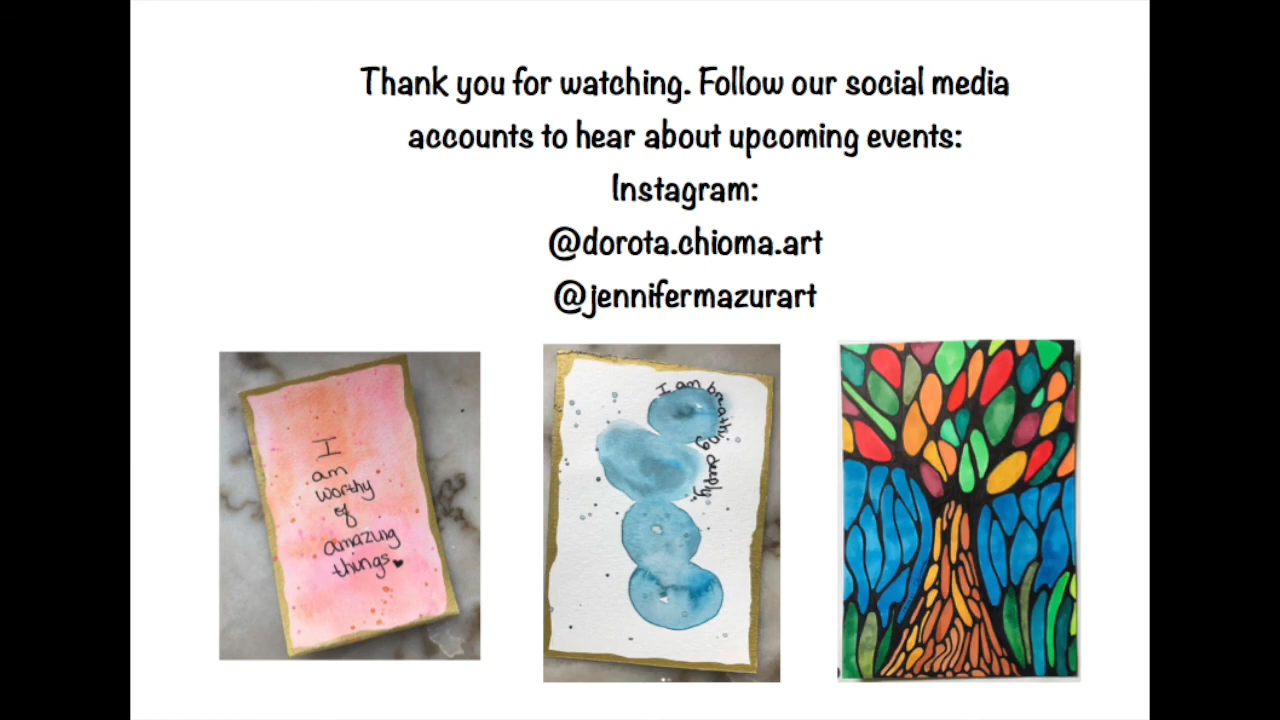 Thank you for watching. Follow our social media
accounts to hear about upcoming events:
Instagram:
@dorota.chioma.art
@jennifermazurart
I
am
worthy
of
amazing
things.
I am breathing deeply.